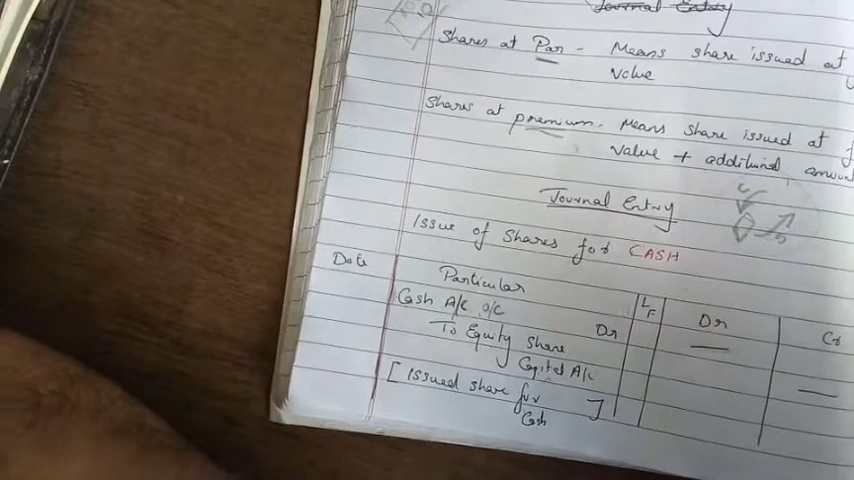 Journal Entry
Shares at Par - Means share issued at
Value
Shares at premium - Means share issued at f
Value + additional amount
Journal Entry
Issue of Shares for CASH
Date Particular L F Dr Cr
Cash A/c Dr
To Equity share
Capital A/c
[ Issued share for
Cash ]